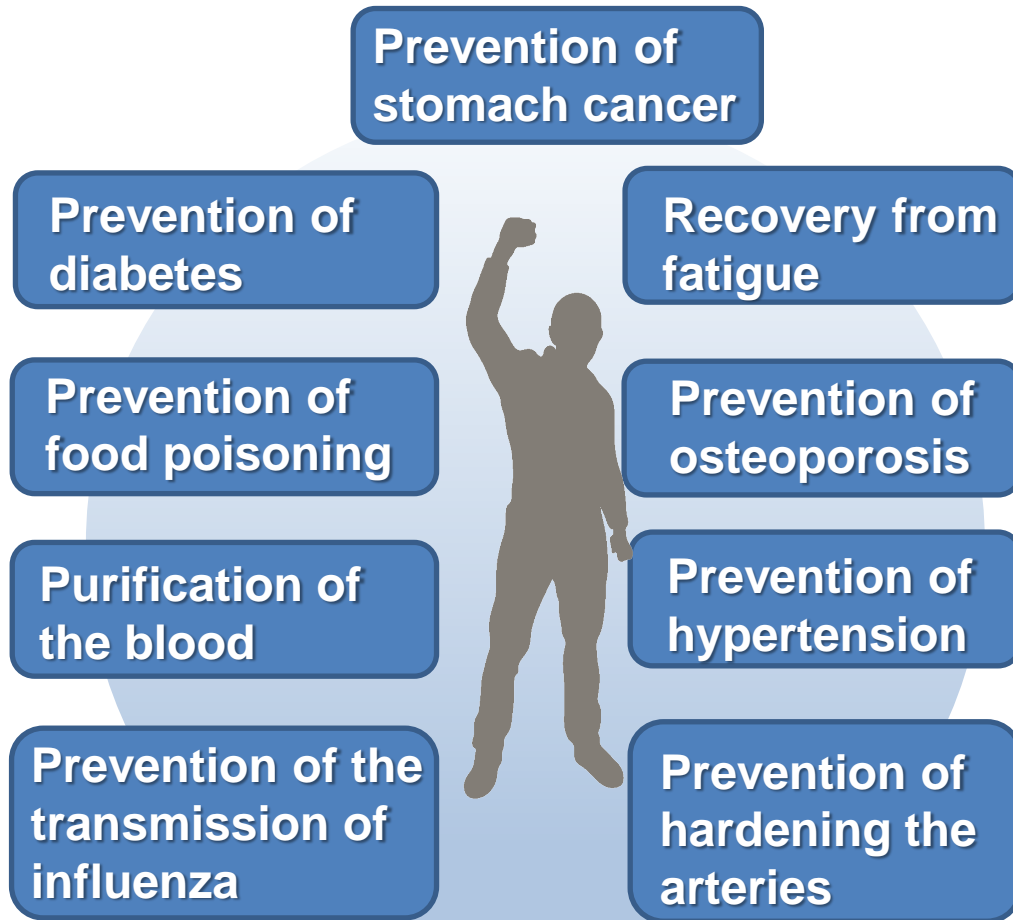 Prevention of
stomach cancer
Prevention of
diabetes
Recovery from
fatigue
Prevention of
food poisoning
Prevention of
osteoporosis
Purification of
the blood
Prevention of
hypertension
Prevention of the
transmission of
influenza
Prevention of
hardening the
arteries